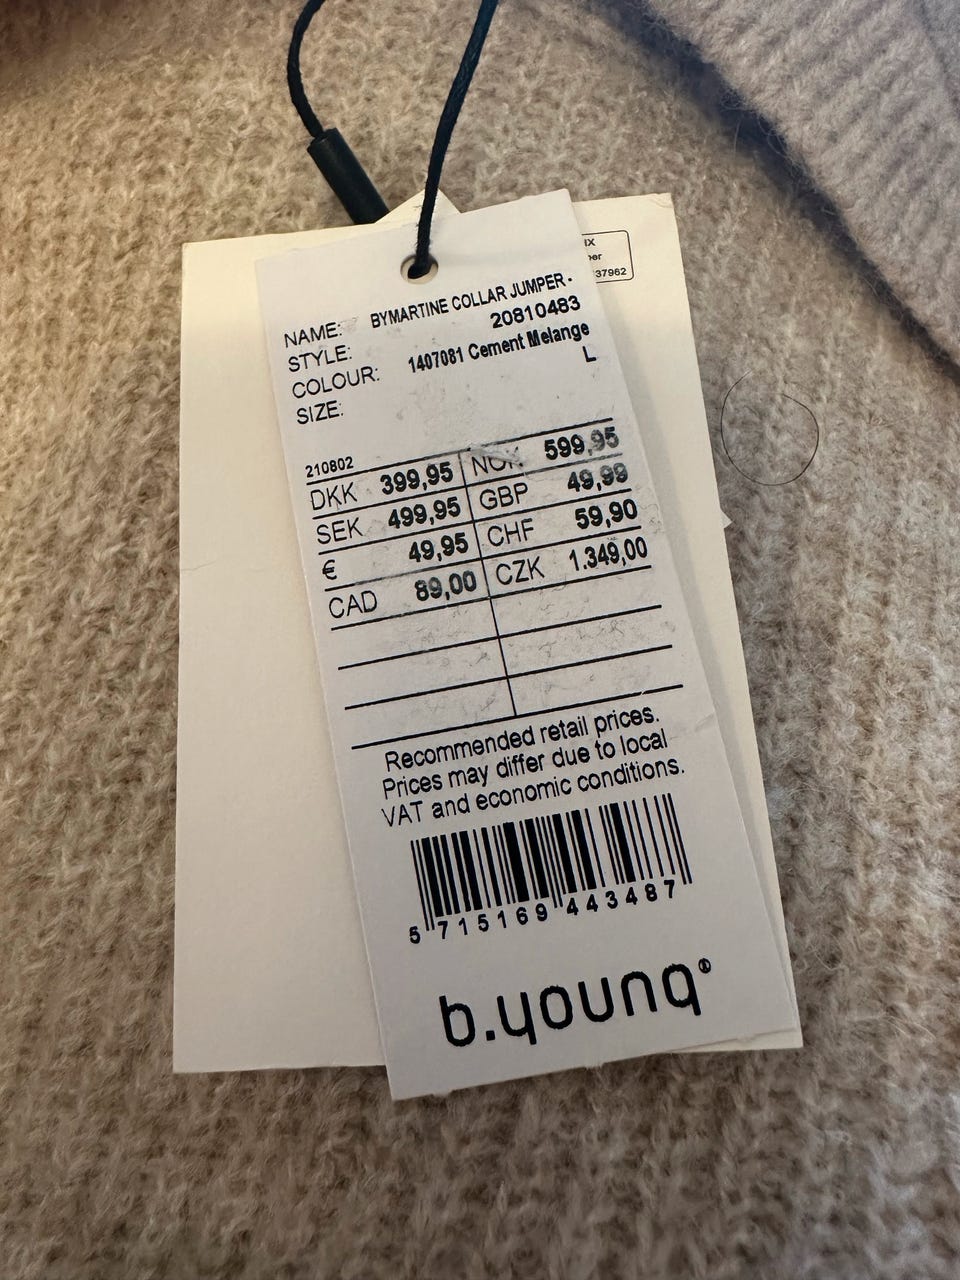 IX
37962
NAME: BYMARTINE COLLAR JUMPER -
STYLE: 20810483
COLOUR: 1407081 Cement Melange
SIZE: L
210802
DKK 399,95 NOK 599,95
SEK 499,95 GBP 49,99
€ 49,95 CHF 59,90
CAD 89,00 CZK 1.349,00
Recommended retail prices.
Prices may differ due to local
VAT and economic conditions.
5 715169 443487
b.young®